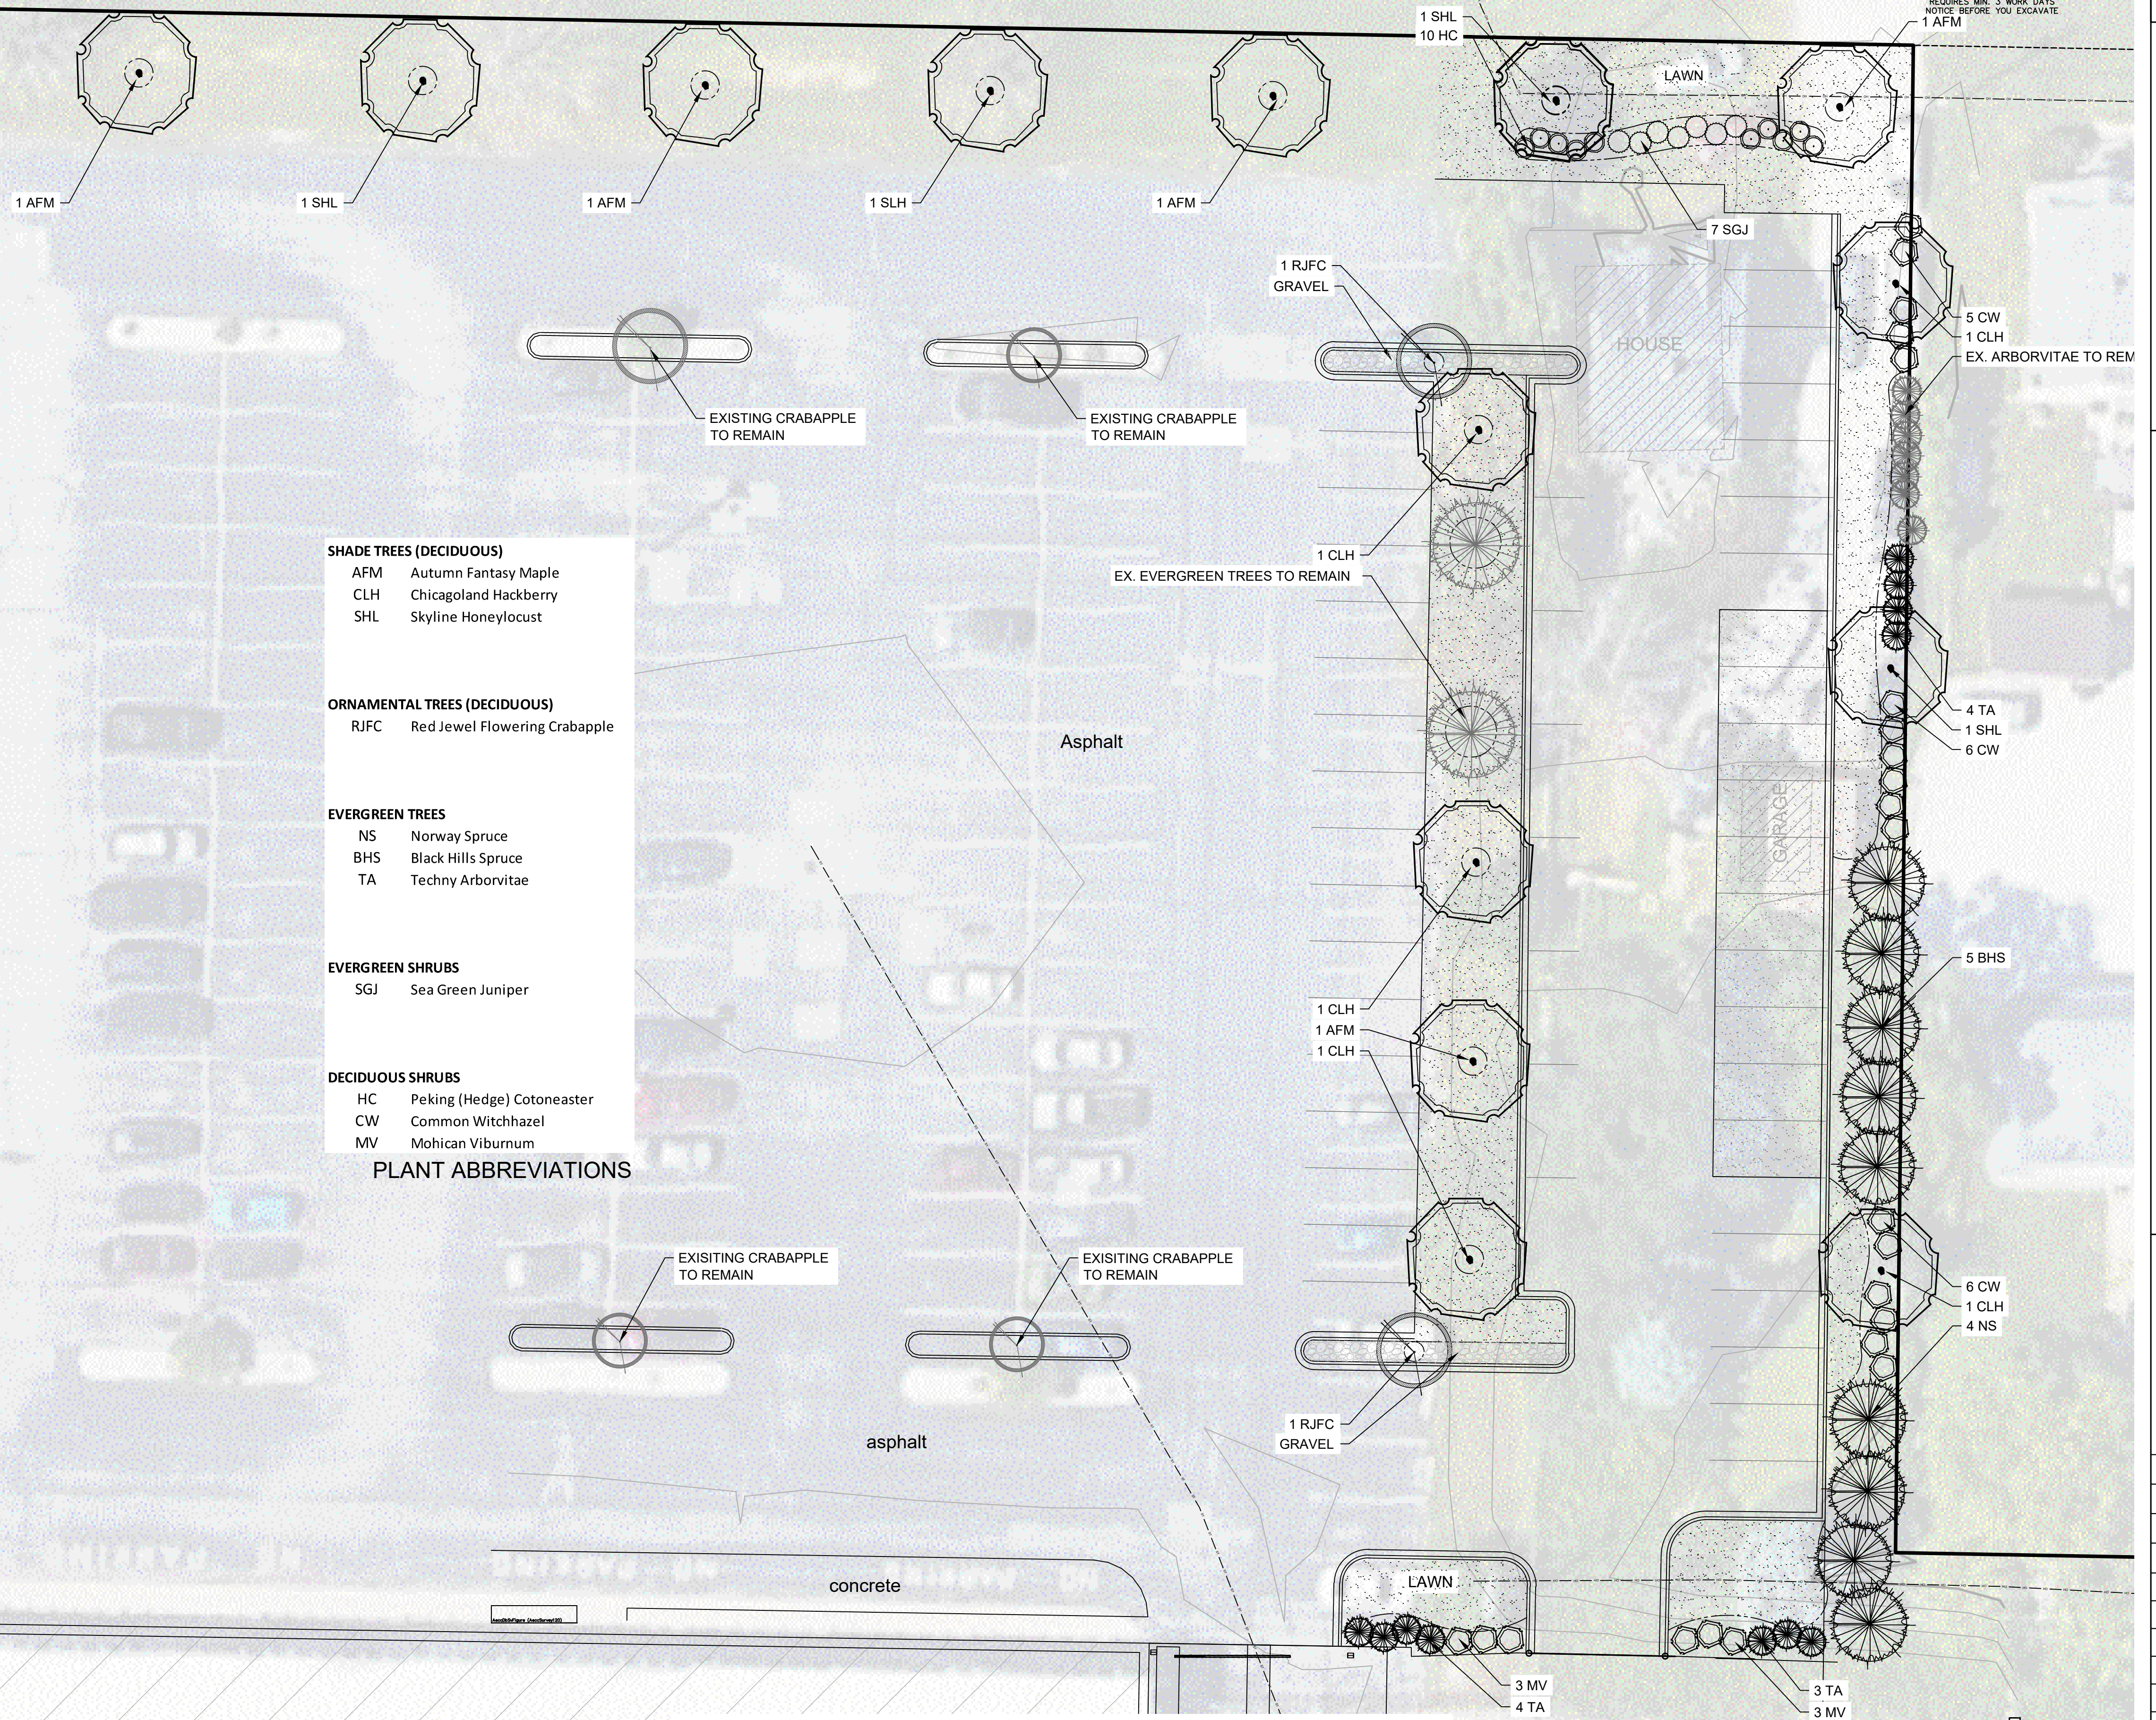 REQUIRES MIN. 3 WORK DAYS
NOTICE BEFORE YOU EXCAVATE
1 SHL
10 HC
1 AFM
LAWN
1 AFM
1 SHL
1 AFM
1 SLH
1 AFM
7 SGJ
1 RJFC
GRAVEL
HOUSE
5 CW
1 CLH
EX. ARBORVITAE TO REM
EXISTING CRABAPPLE
TO REMAIN
EXISTING CRABAPPLE
TO REMAIN
1 CLH
EX. EVERGREEN TREES TO REMAIN
SHADE TREES (DECIDUOUS)
AFM Autumn Fantasy Maple
CLH Chicagoland Hackberry
SHL Skyline Honeylocust
ORNAMENTAL TREES (DECIDUOUS)
RJFC Red Jewel Flowering Crabapple
EVERGREEN TREES
NS Norway Spruce
BHS Black Hills Spruce
TA Techny Arborvitae
EVERGREEN SHRUBS
SGJ Sea Green Juniper
DECIDUOUS SHRUBS
HC Peking (Hedge) Cotoneaster
CW Common Witchhazel
MV Mohican Viburnum
PLANT ABBREVIATIONS
Asphalt
4 TA
1 SHL
6 CW
GARAGE
5 BHS
1 CLH
1 AFM
1 CLH
EXISITING CRABAPPLE
TO REMAIN
EXISITING CRABAPPLE
TO REMAIN
6 CW
1 CLH
4 NS
1 RJFC
GRAVEL
asphalt
concrete
LAWN
3 MV
4 TA
3 TA
3 MV